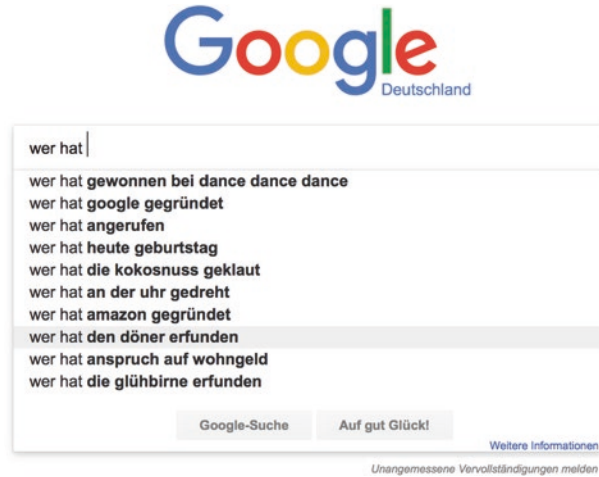 Google
Deutschland
wer hat
wer hat gewonnen bei dance dance dance
wer hat google gegründet
wer hat angerufen
wer hat heute geburtstag
wer hat die kokosnuss geklaut
wer hat an der uhr gedreht
wer hat amazon gegründet
wer hat den döner erfunden
wer hat anspruch auf wohngeld
wer hat die glühbirne erfunden
Google-Suche Auf gut Glück!
Weitere Informationen
Unangemessene Vervollständigungen melden